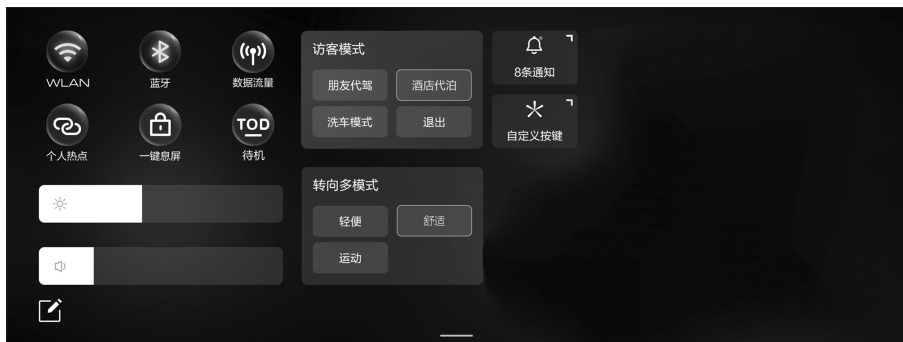 WLAN
蓝牙
数据流量
个人热点
一键息屏
TOD
待机
访客模式
朋友代驾
酒店代泊
洗车模式
退出
转向多模式
轻便
舒适
运动
8条通知
自定义按键